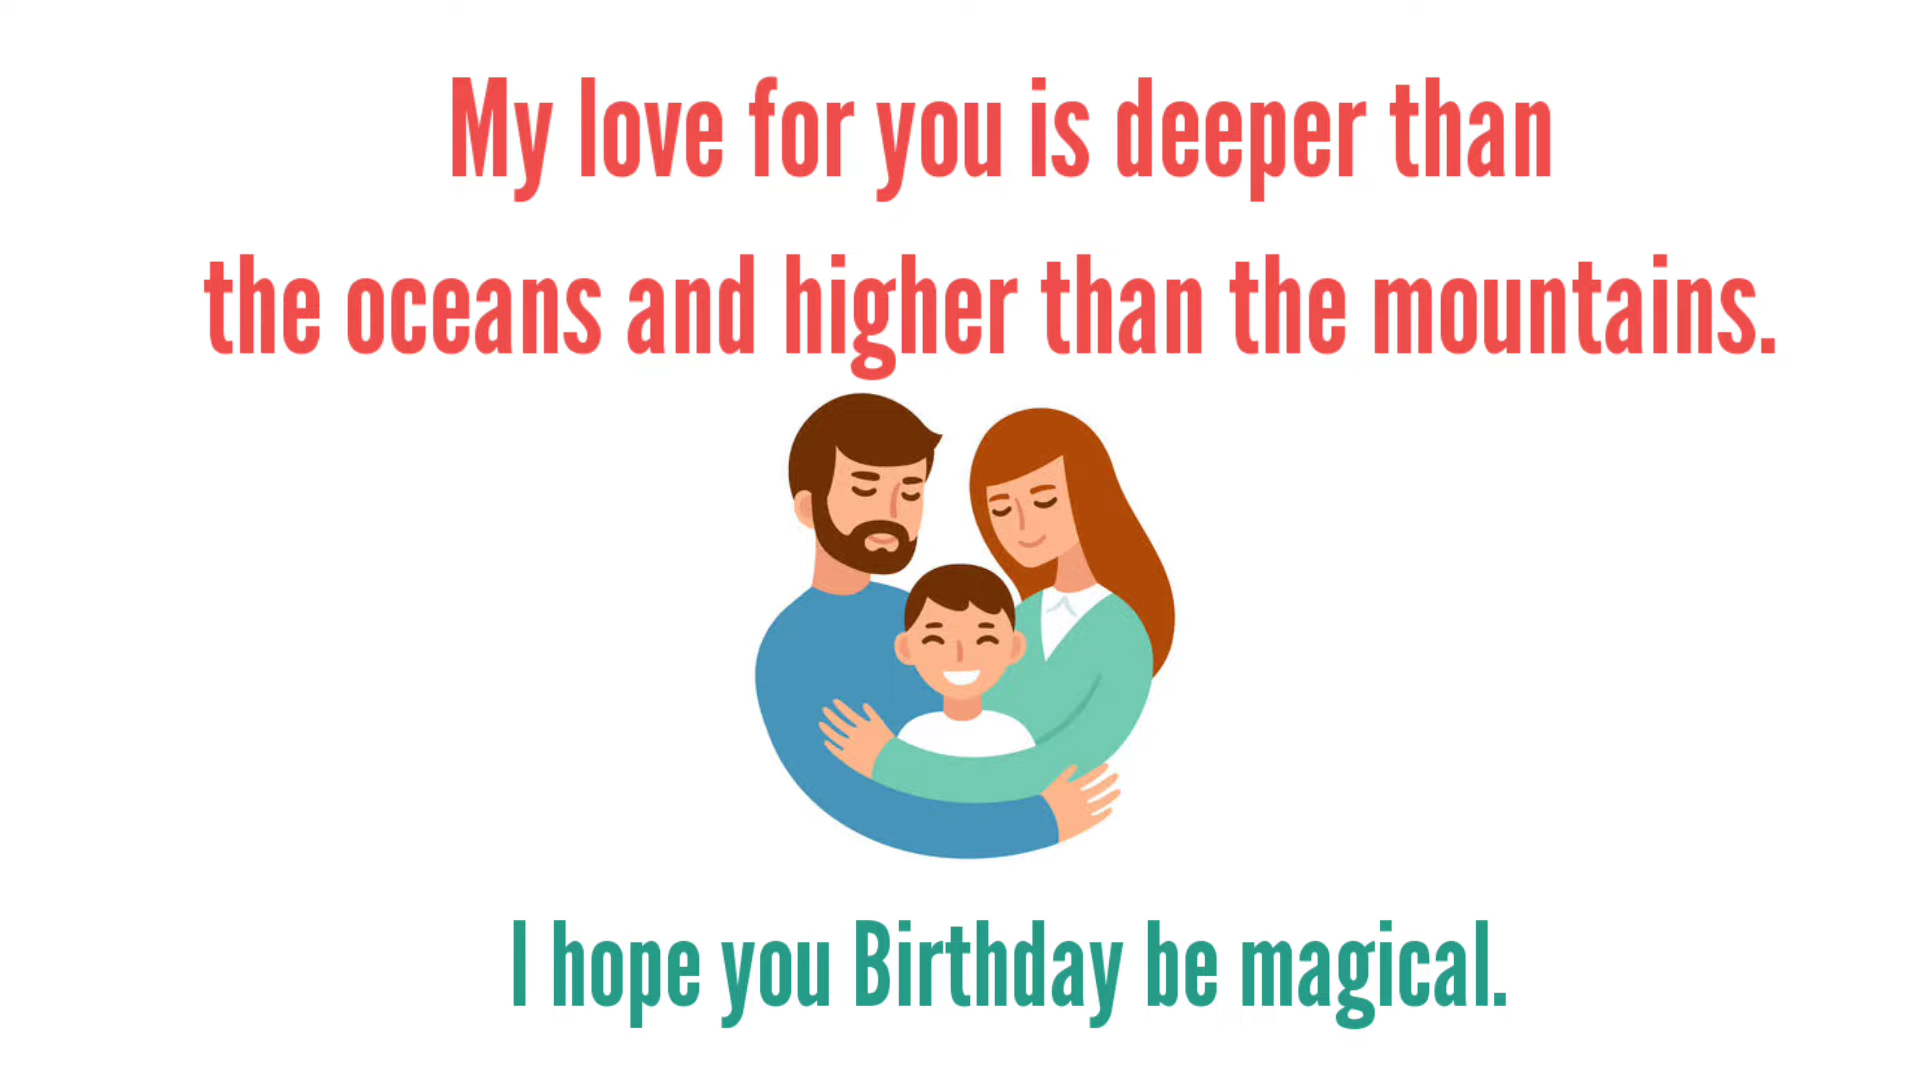 My love for you is deeper than
the oceans and higher than the mountains.
I hope you Birthday be magical.